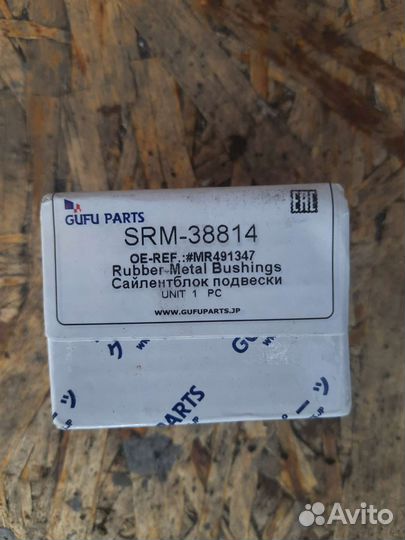 GUFU PARTS
EAC
SRM-38814
OE-REF.:#MR491347
Rubber-Metal Bushings
Сайлентблок подвески
UNIT 1 PC
WWW.GUFUPARTS.JP
PARTS
GUFU
Avito